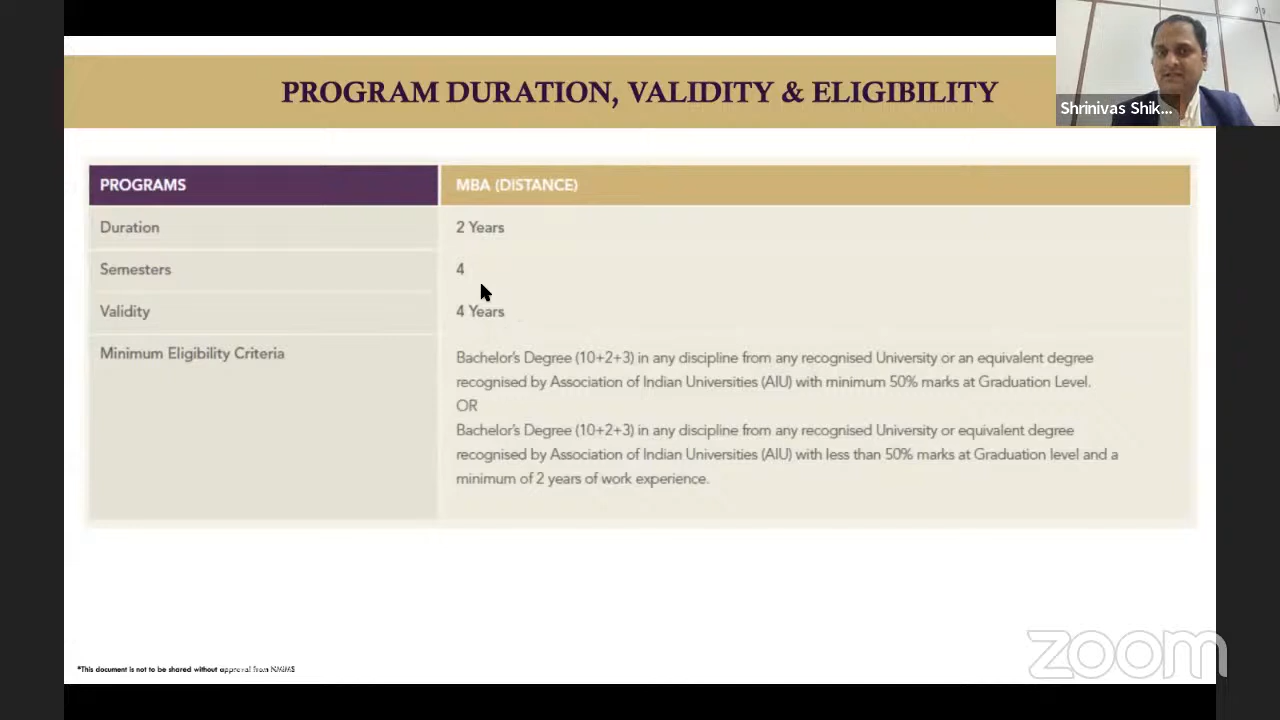 PROGRAM DURATION, VALIDITY & ELIGIBILITY
Shrinivas Shik...
PROGRAMS
MBA (DISTANCE)
Duration
2 Years
Semesters
4
Validity
4 Years
Minimum Eligibility Criteria
Bachelor's Degree (10+2+3) in any discipline from any recognised University or an equivalent degree
recognised by Association of Indian Universities (AIU) with minimum 50% marks at Graduation Level.
OR
Bachelor's Degree (10+2+3) in any discipline from any recognised University or equivalent degree
recognised by Association of Indian Universities (AIU) with less than 50% marks at Graduation level and a
minimum of 2 years of work experience.
*This document is not to be shared without approval from NMIMS
zoom